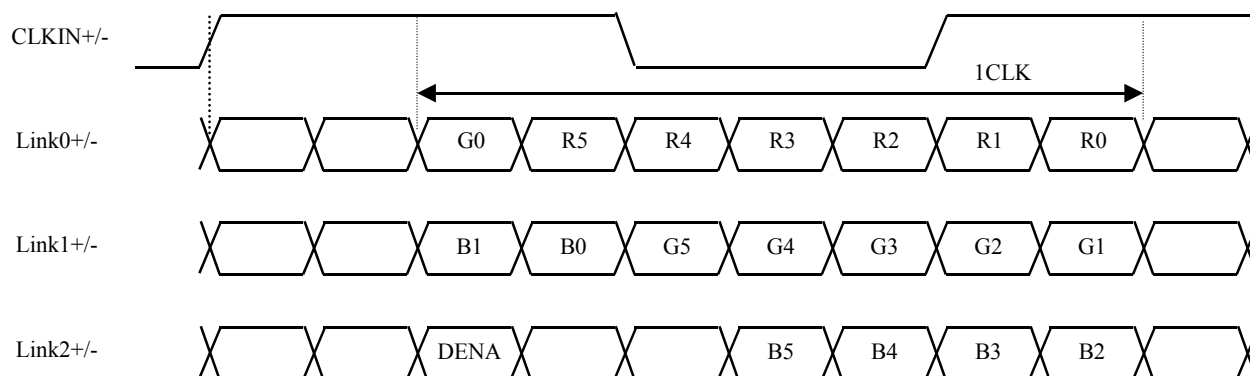 CLKIN+/-
1CLK
Link0+/- G0 R5 R4 R3 R2 R1 R0
Link1+/- B1 B0 G5 G4 G3 G2 G1
Link2+/- DENA B5 B4 B3 B2